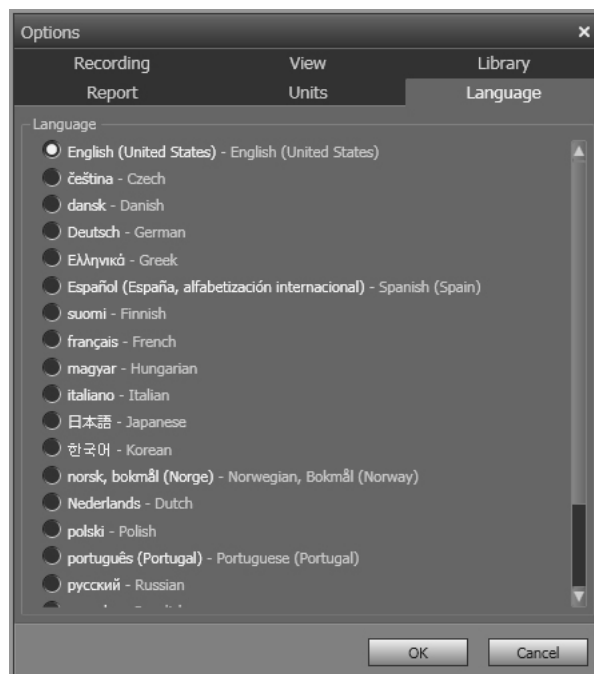 Options
Recording View Library
Report Units Language
Language
English (United States) - English (United States)
čeština - Czech
dansk - Danish
Deutsch - German
Ελληνικά - Greek
Español (España, alfabetización internacional) - Spanish (Spain)
suomi - Finnish
français - French
magyar - Hungarian
italiano - Italian
日本語 - Japanese
한국어 - Korean
norsk, bokmål (Norge) - Norwegian, Bokmål (Norway)
Nederlands - Dutch
polski - Polish
português (Portugal) - Portuguese (Portugal)
русский - Russian
OK Cancel